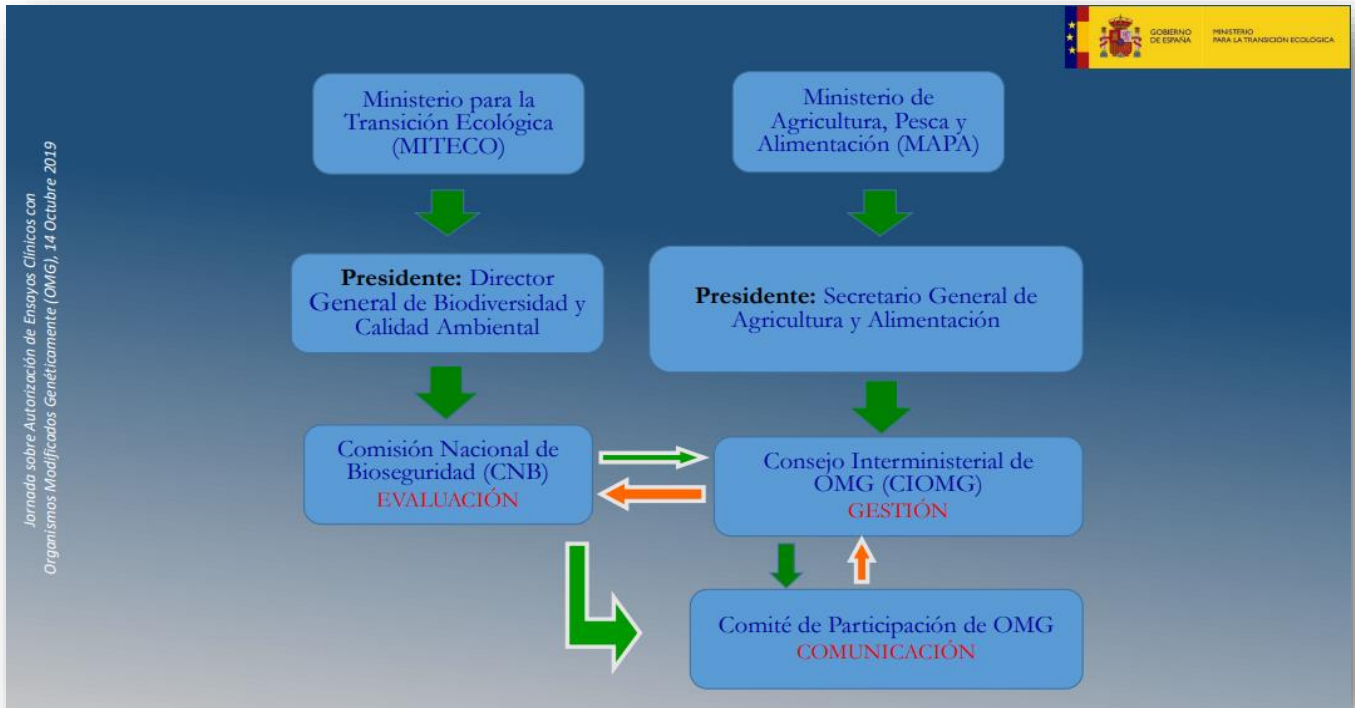 GOBIERNO
DE ESPAÑA
MINISTERIO
PARA LA TRANSICIÓN ECOLÓGICA
Jornada sobre Autorización de Ensayos Clínicos con
Organismos Modificados Genéticamente (OMG), 14 Octubre 2019
Ministerio para la
Transición Ecológica
(MITECO)
Ministerio de
Agricultura, Pesca y
Alimentación (MAPA)
Presidente: Director
General de Biodiversidad y
Calidad Ambiental
Presidente: Secretario General de
Agricultura y Alimentación
Comisión Nacional de
Bioseguridad (CNB)
EVALUACIÓN
Consejo Interministerial de
OMG (CIOMG)
GESTIÓN
Comité de Participación de OMG
COMUNICACIÓN